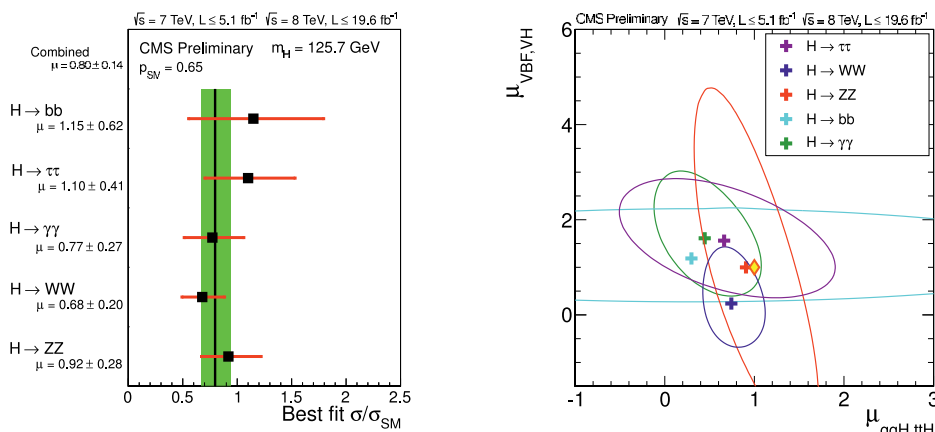 √s = 7 TeV, L ≤ 5.1 fb⁻¹ √s = 8 TeV, L ≤ 19.6 fb⁻¹
Combined
μ = 0.80 ± 0.14
CMS Preliminary m_H = 125.7 GeV
p_SM = 0.65
H → bb
μ = 1.15 ± 0.62
H → ττ
μ = 1.10 ± 0.41
H → γγ
μ = 0.77 ± 0.27
H → WW
μ = 0.68 ± 0.20
H → ZZ
μ = 0.92 ± 0.28
0 0.5 1 1.5 2 2.5
Best fit σ/σ_SM
CMS Preliminary √s = 7 TeV, L ≤ 5.1 fb⁻¹ √s = 8 TeV, L ≤ 19.6 fb⁻¹
μ_VBF,VH
6
4
2
0
H → ττ
H → WW
H → ZZ
H → bb
H → γγ
-1 0 1 2 3
μ_ggH,ttH